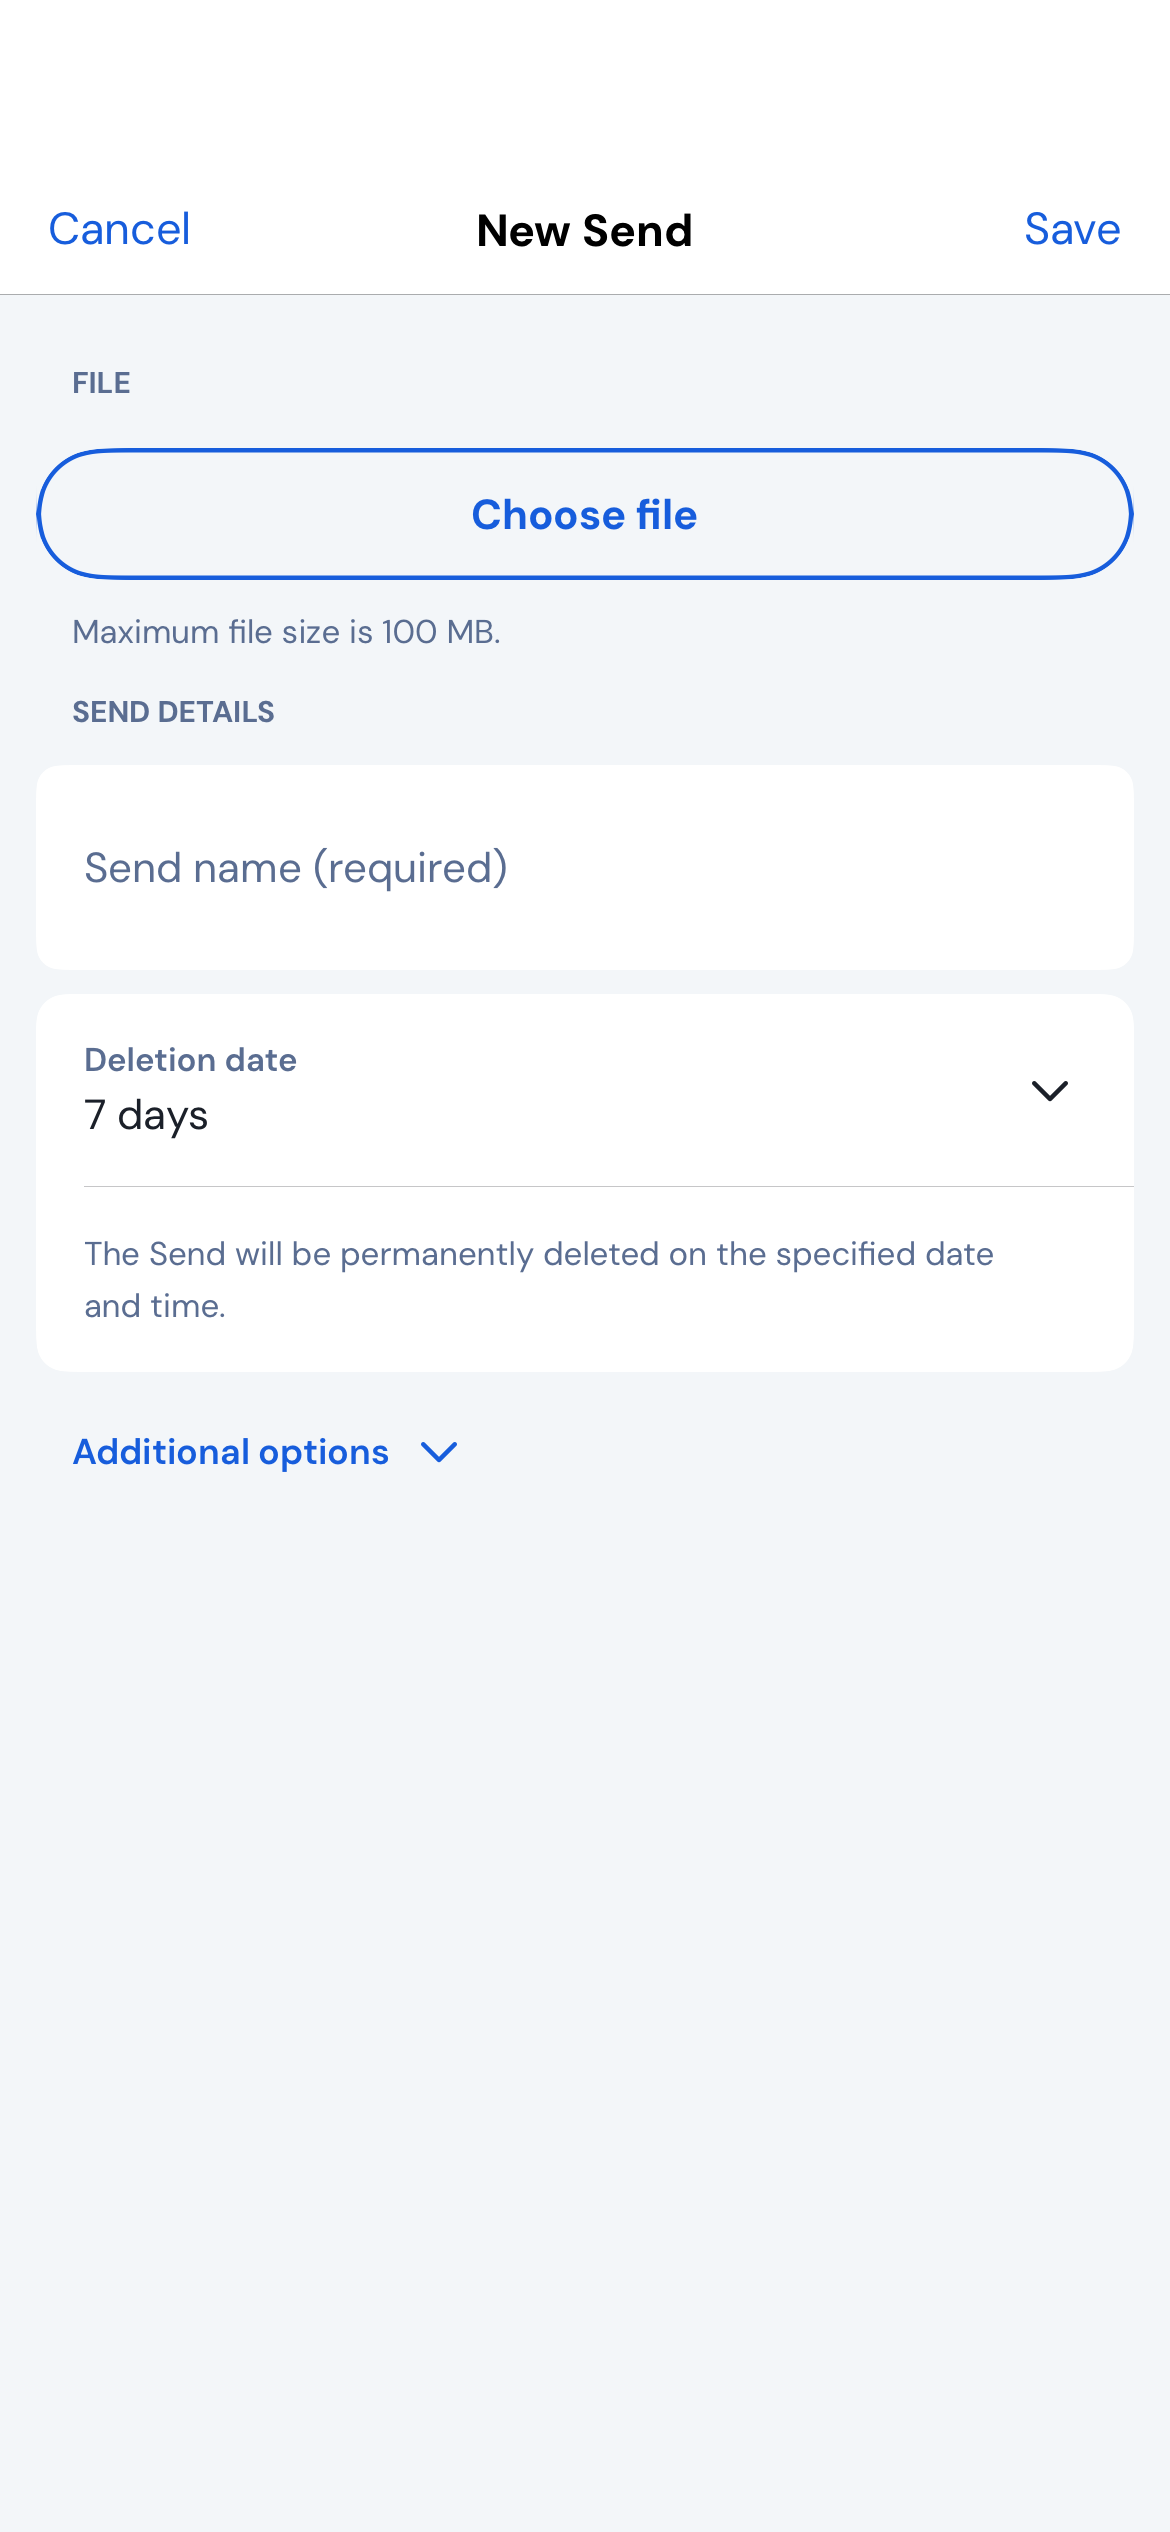 Cancel
New Send
Save
FILE
Choose file
Maximum file size is 100 MB.
SEND DETAILS
Send name (required)
Deletion date
7 days
The Send will be permanently deleted on the specified date
and time.
Additional options